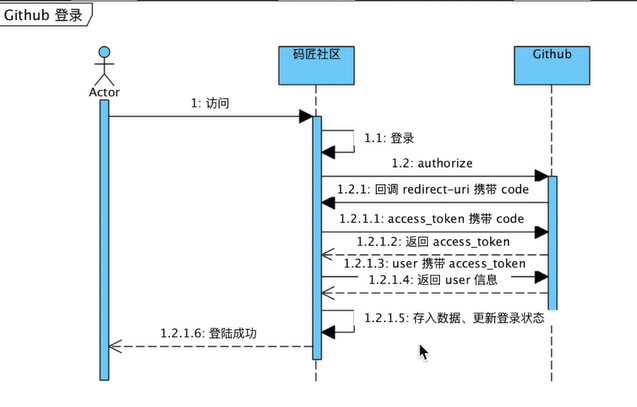 Github 登录
码匠社区
Github
Actor
1: 访问
1.1: 登录
1.2: authorize
1.2.1: 回调 redirect-uri 携带 code
1.2.1.1: access_token 携带 code
1.2.1.2: 返回 access_token
1.2.1.3: user 携带 access_token
1.2.1.4: 返回 user 信息
1.2.1.5: 存入数据、更新登录状态
1.2.1.6: 登陆成功